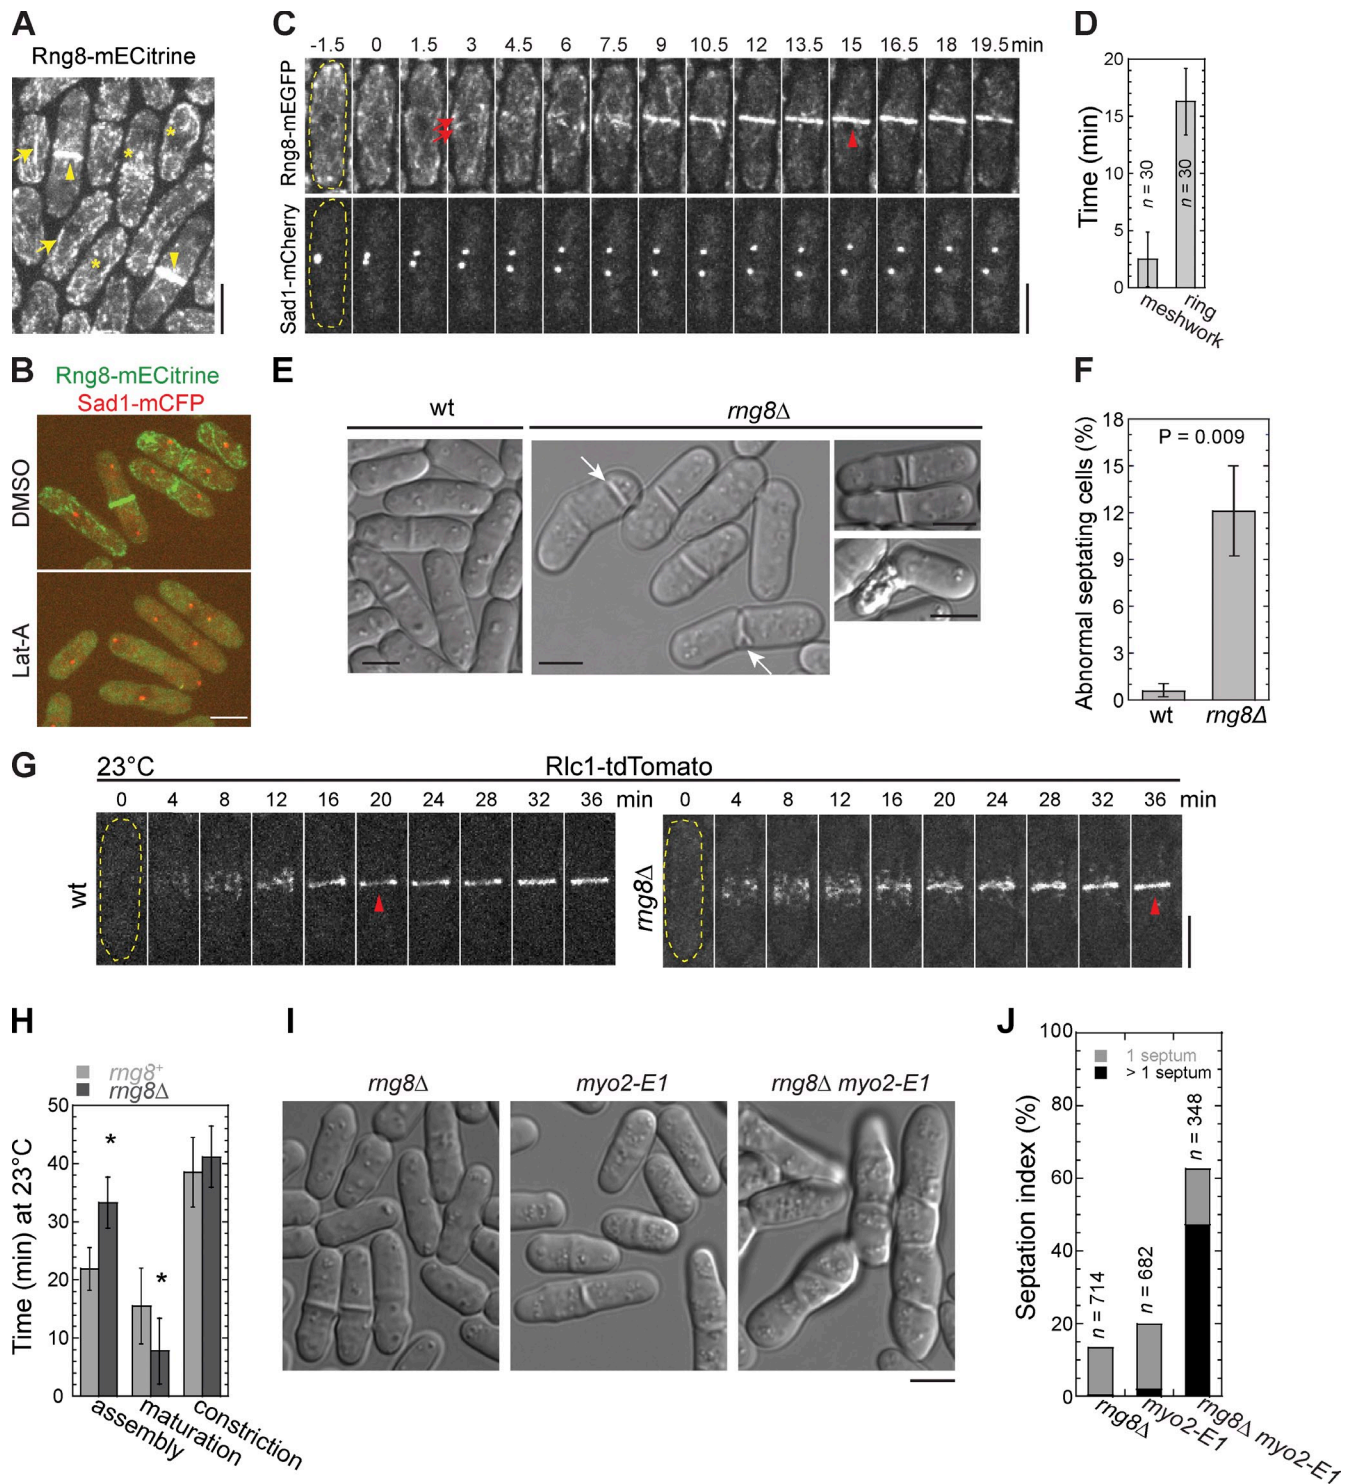 A
Rng8-mECitrine
B
Rng8-mECitrine
Sad1-mCFP
DMSO
Lat-A
C
-1.5 0 1.5 3 4.5 6 7.5 9 10.5 12 13.5 15 16.5 18 19.5 min
Rng8-mEGFP
Sad1-mCherry
D
Time (min)
20
15
10
5
0
n = 30
n = 30
meshwork
ring
E
wt
rng8Δ
F
Abnormal septating cells (%)
18
15
12
9
6
3
0
P = 0.009
wt rng8Δ
G
23°C
Rlc1-tdTomato
0 4 8 12 16 20 24 28 32 36 min
wt
0 4 8 12 16 20 24 28 32 36 min
rng8Δ
H
rng8+
rng8Δ
Time (min) at 23°C
50
40
30
20
10
0
*
*
assembly
maturation
constriction
I
rng8Δ
myo2-E1
rng8Δ myo2-E1
J
Septation index (%)
100
80
60
40
20
0
1 septum
> 1 septum
n = 714
n = 682
n = 348
rng8Δ
myo2-E1
rng8Δ myo2-E1